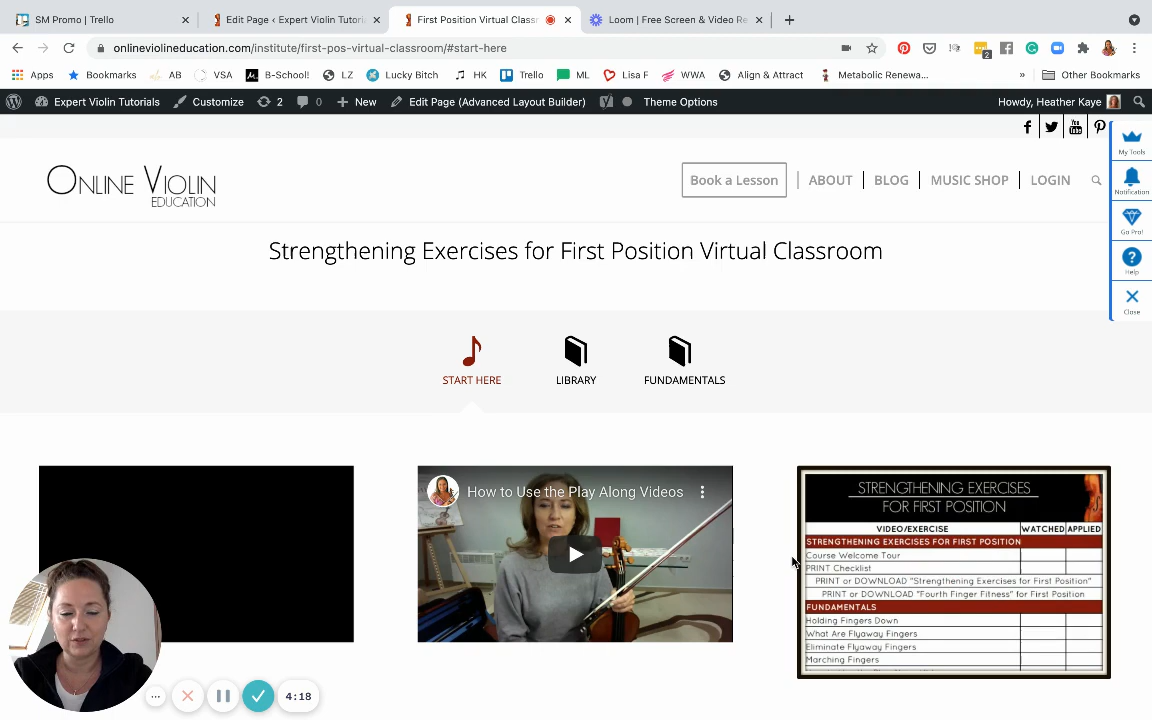 SM Promo | Trello
Edit Page ‹ Expert Violin Tutoria
First Position Virtual Classr
Loom | Free Screen & Video Re
onlineviolineducation.com/institute/first-pos-virtual-classroom/#start-here
2
Apps Bookmarks AB VSA B-School! LZ Lucky Bitch HK Trello ML Lisa F WWA Align & Attract Metabolic Renewa... » Other Bookmarks
Expert Violin Tutorials Customize 2 0 New Edit Page (Advanced Layout Builder) Theme Options Howdy, Heather Kaye
You
Tube
My Tools
Notification
Go Pro!
Help
Close
ONLINE VIOLIN
EDUCATION
Book a Lesson ABOUT BLOG MUSIC SHOP LOGIN
Strengthening Exercises for First Position Virtual Classroom
START HERE LIBRARY FUNDAMENTALS
How to Use the Play Along Videos
STRENGTHENING EXERCISES
FOR FIRST POSITION
VIDEO/EXERCISE WATCHED APPLIED
STRENGTHENING EXERCISES FOR FIRST POSITION
Course Welcome Tour
PRINT Checklist
PRINT or DOWNLOAD "Strengthening Exercises for First Position"
PRINT or DOWNLOAD "Fourth Finger Fitness" for First Position
FUNDAMENTALS
Holding Fingers Down
What Are Flyaway Fingers
Eliminate Flyaway Fingers
Marching Fingers
4:18